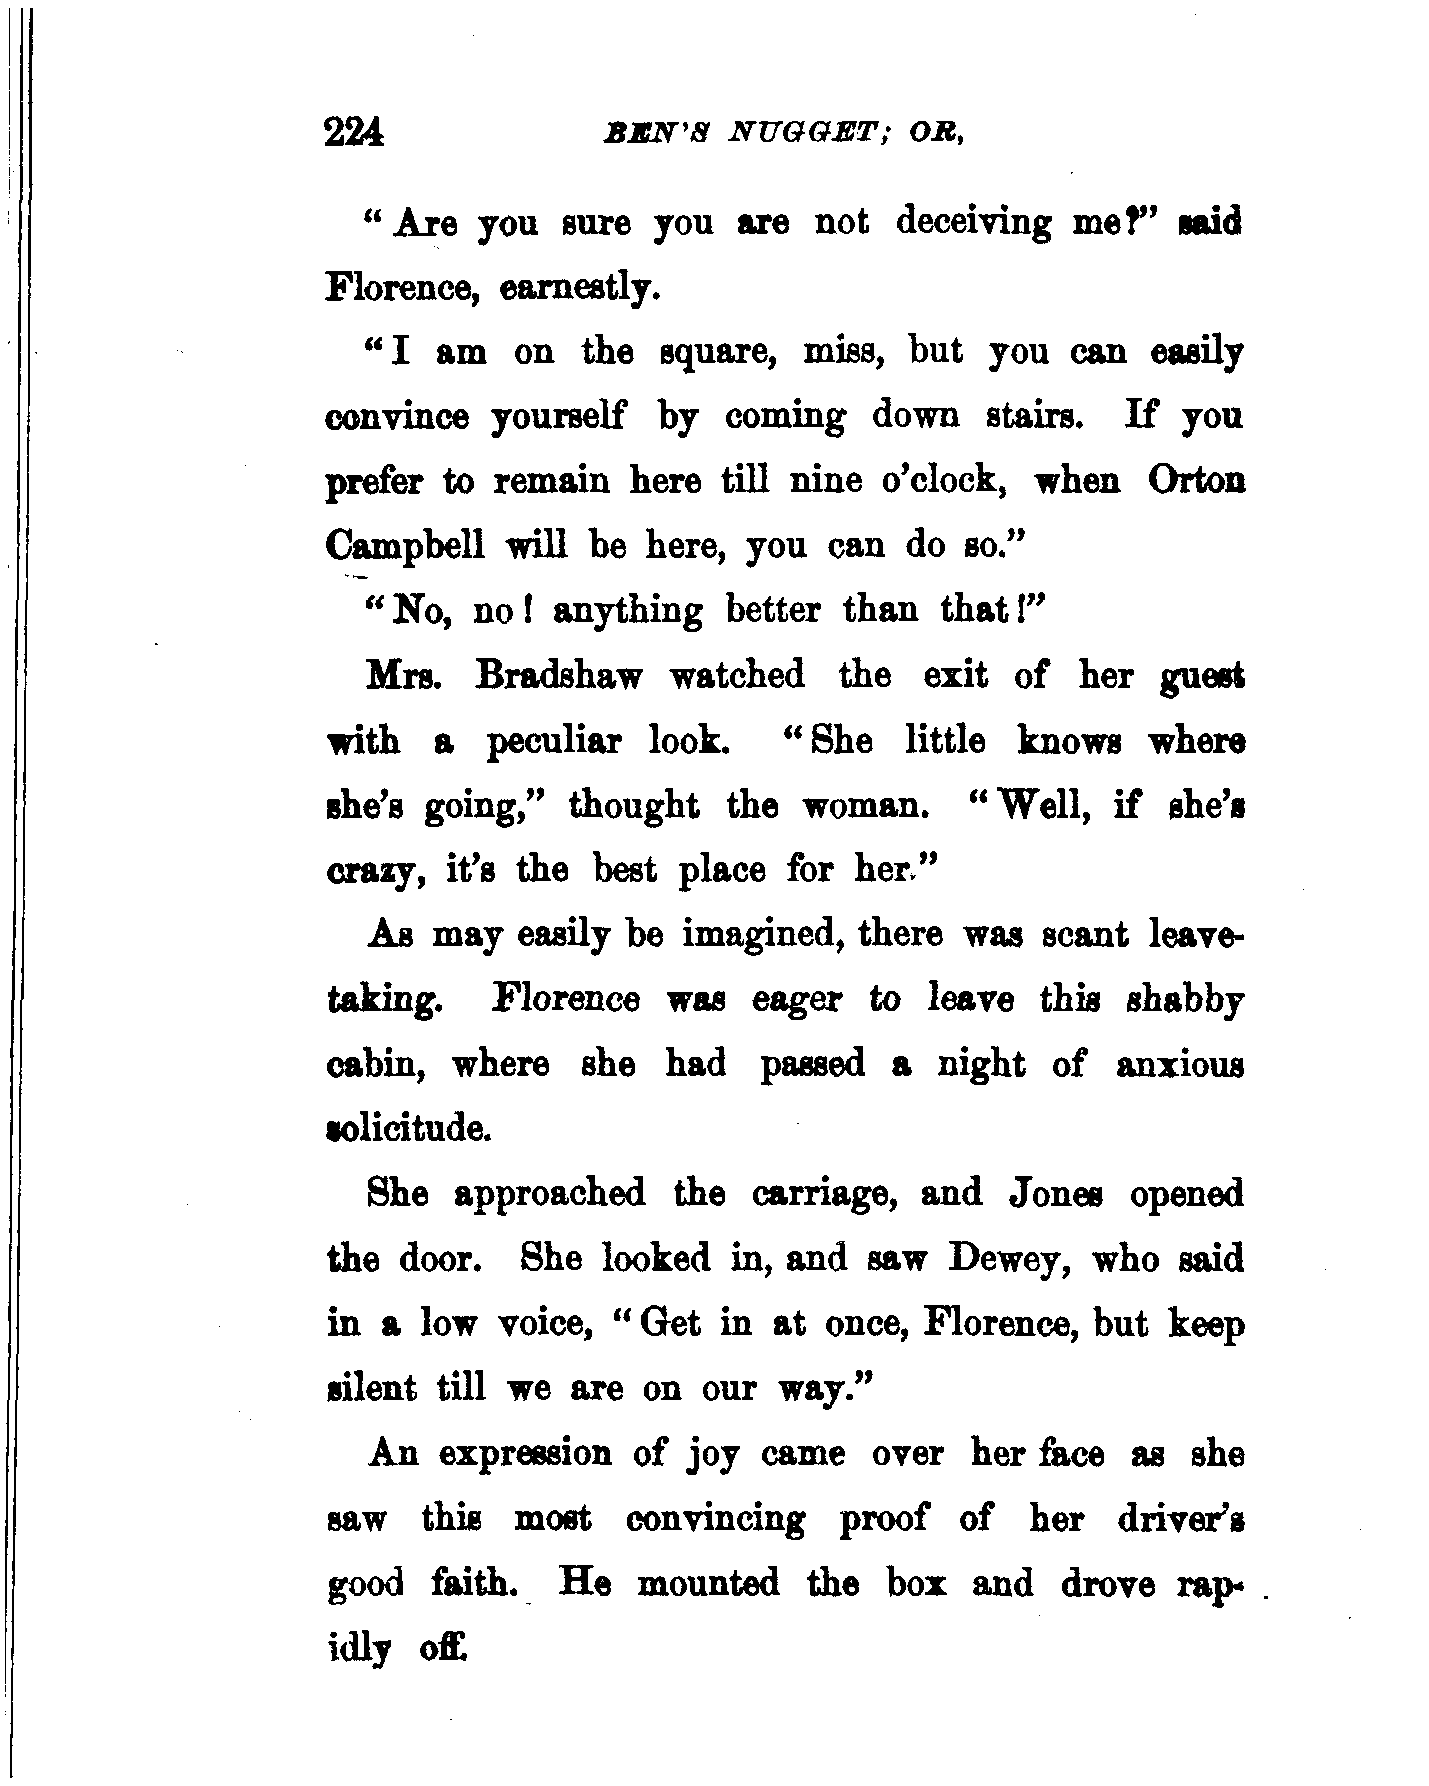 224 BEN'S NUGGET; OR,
“Are you sure you are not deceiving me?” said
Florence, earnestly.
“I am on the square, miss, but you can easily
convince yourself by coming down stairs. If you
prefer to remain here till nine o'clock, when Orton
Campbell will be here, you can do so.”
“No, no! anything better than that!”
Mrs. Bradshaw watched the exit of her guest
with a peculiar look. “She little knows where
she's going,” thought the woman. “Well, if she's
crazy, it's the best place for her.”
As may easily be imagined, there was scant leave-
taking. Florence was eager to leave this shabby
cabin, where she had passed a night of anxious
solicitude.
She approached the carriage, and Jones opened
the door. She looked in, and saw Dewey, who said
in a low voice, “Get in at once, Florence, but keep
silent till we are on our way.”
An expression of joy came over her face as she
saw this most convincing proof of her driver's
good faith. He mounted the box and drove rap-
idly off.